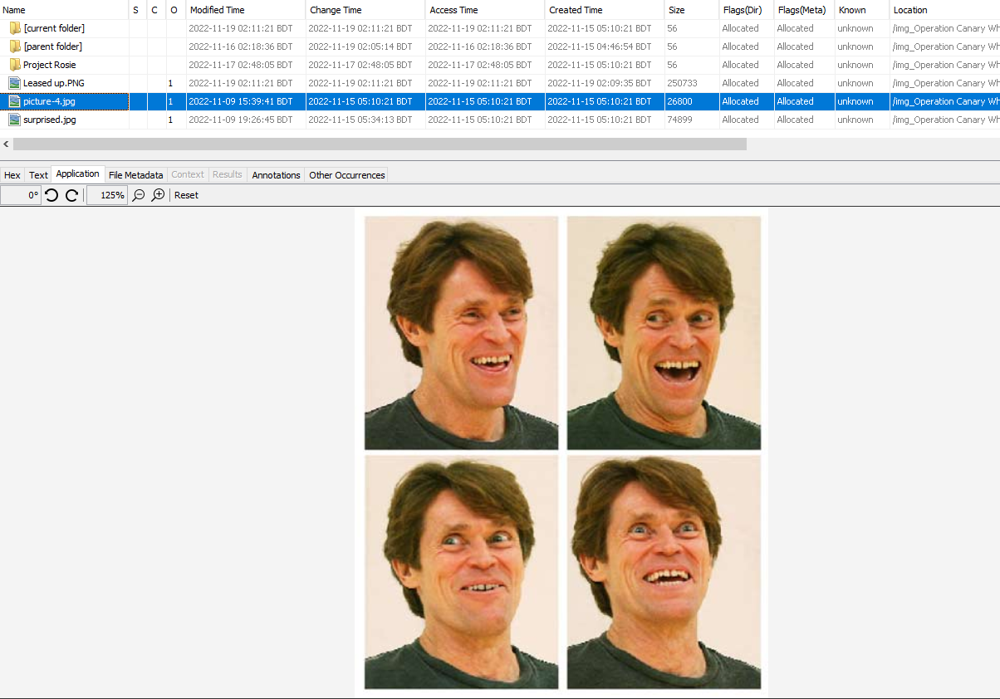 Name S C O Modified Time Change Time Access Time Created Time Size Flags(Dir) Flags(Meta) Known Location
[current folder] 2022-11-19 02:11:21 BDT 2022-11-19 02:11:21 BDT 2022-11-19 02:11:21 BDT 2022-11-15 05:10:21 BDT 56 Allocated Allocated unknown /img_Operation Canary Wh
[parent folder] 2022-11-16 02:18:36 BDT 2022-11-19 02:05:14 BDT 2022-11-16 02:18:36 BDT 2022-11-15 04:46:54 BDT 56 Allocated Allocated unknown /img_Operation Canary Wh
Project Rosie 2022-11-17 02:48:05 BDT 2022-11-17 02:48:05 BDT 2022-11-17 02:48:05 BDT 2022-11-15 05:10:21 BDT 56 Allocated Allocated unknown /img_Operation Canary Wh
Leased up.PNG 1 2022-11-19 02:11:21 BDT 2022-11-19 02:11:21 BDT 2022-11-19 02:11:21 BDT 2022-11-19 02:09:35 BDT 250733 Allocated Allocated unknown /img_Operation Canary Wh
picture-4.jpg 1 2022-11-09 15:39:41 BDT 2022-11-15 05:10:21 BDT 2022-11-15 05:10:21 BDT 2022-11-15 05:10:21 BDT 26800 Allocated Allocated unknown /img_Operation Canary Wh
surprised.jpg 1 2022-11-09 19:26:45 BDT 2022-11-15 05:34:13 BDT 2022-11-15 05:10:21 BDT 2022-11-15 05:10:21 BDT 74899 Allocated Allocated unknown /img_Operation Canary Wh
Hex Text Application File Metadata Context Results Annotations Other Occurrences
0° 125% Reset